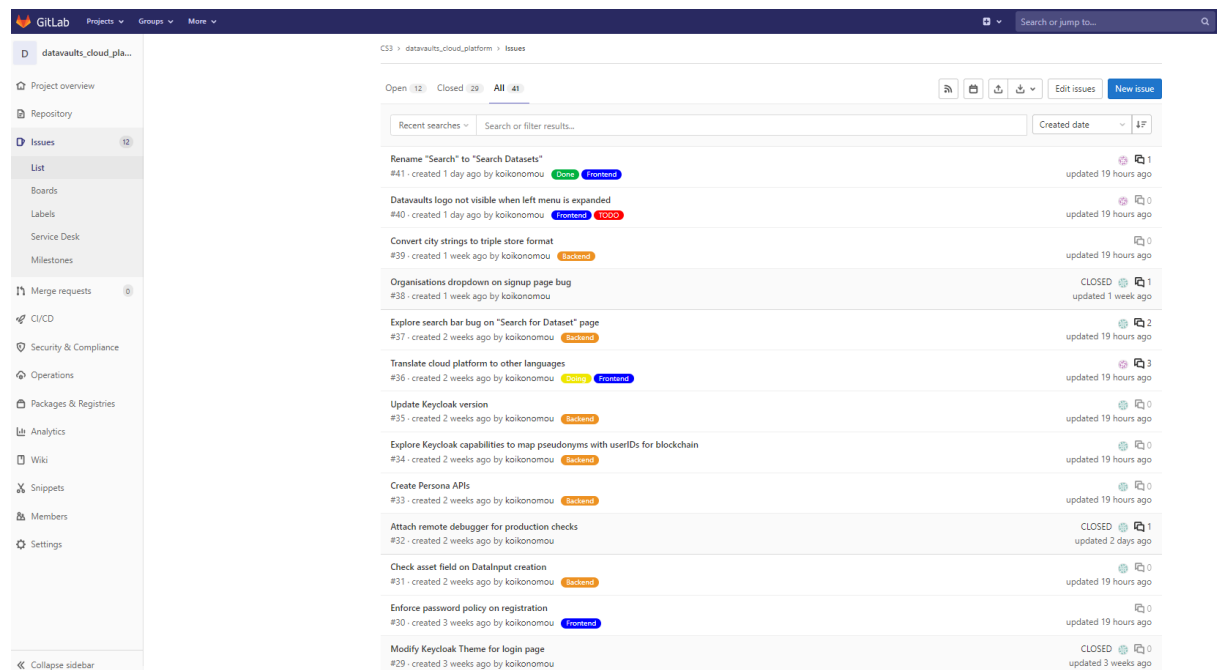 GitLab Projects Groups More Search or jump to...
D datavaults_cloud_pla...
Project overview
Repository
Issues 12
List
Boards
Labels
Service Desk
Milestones
Merge requests 0
CI/CD
Security & Compliance
Operations
Packages & Registries
Analytics
Wiki
Snippets
Members
Settings
Collapse sidebar
CS3 > datavaults_cloud_platform > Issues
Open 12 Closed 29 All 41 Edit issues New issue
Recent searches Search or filter results... Created date
Rename "Search" to "Search Datasets" 1
#41 · created 1 day ago by koikonomou Done Frontend updated 19 hours ago
Datavaults logo not visible when left menu is expanded 0
#40 · created 1 day ago by koikonomou Frontend TODO updated 19 hours ago
Convert city strings to triple store format 0
#39 · created 1 week ago by koikonomou Backend updated 19 hours ago
Organisations dropdown on signup page bug CLOSED 1
#38 · created 1 week ago by koikonomou updated 1 week ago
Explore search bar bug on "Search for Dataset" page 2
#37 · created 2 weeks ago by koikonomou Backend updated 19 hours ago
Translate cloud platform to other languages 3
#36 · created 2 weeks ago by koikonomou Doing Frontend updated 19 hours ago
Update Keycloak version 0
#35 · created 2 weeks ago by koikonomou Backend updated 19 hours ago
Explore Keycloak capabilities to map pseudonyms with userIDs for blockchain 0
#34 · created 2 weeks ago by koikonomou Backend updated 19 hours ago
Create Persona APIs 0
#33 · created 2 weeks ago by koikonomou Backend updated 19 hours ago
Attach remote debugger for production checks CLOSED 1
#32 · created 2 weeks ago by koikonomou updated 2 days ago
Check asset field on DataInput creation 0
#31 · created 2 weeks ago by koikonomou Backend updated 19 hours ago
Enforce password policy on registration 0
#30 · created 3 weeks ago by koikonomou Frontend updated 19 hours ago
Modify Keycloak Theme for login page CLOSED 0
#29 · created 3 weeks ago by koikonomou updated 3 weeks ago